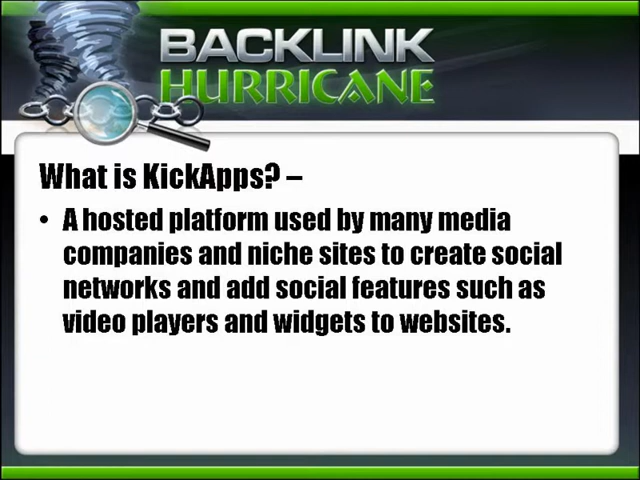 BACKLINK
HURRICANE
What is KickApps? –
• A hosted platform used by many media
companies and niche sites to create social
networks and add social features such as
video players and widgets to websites.